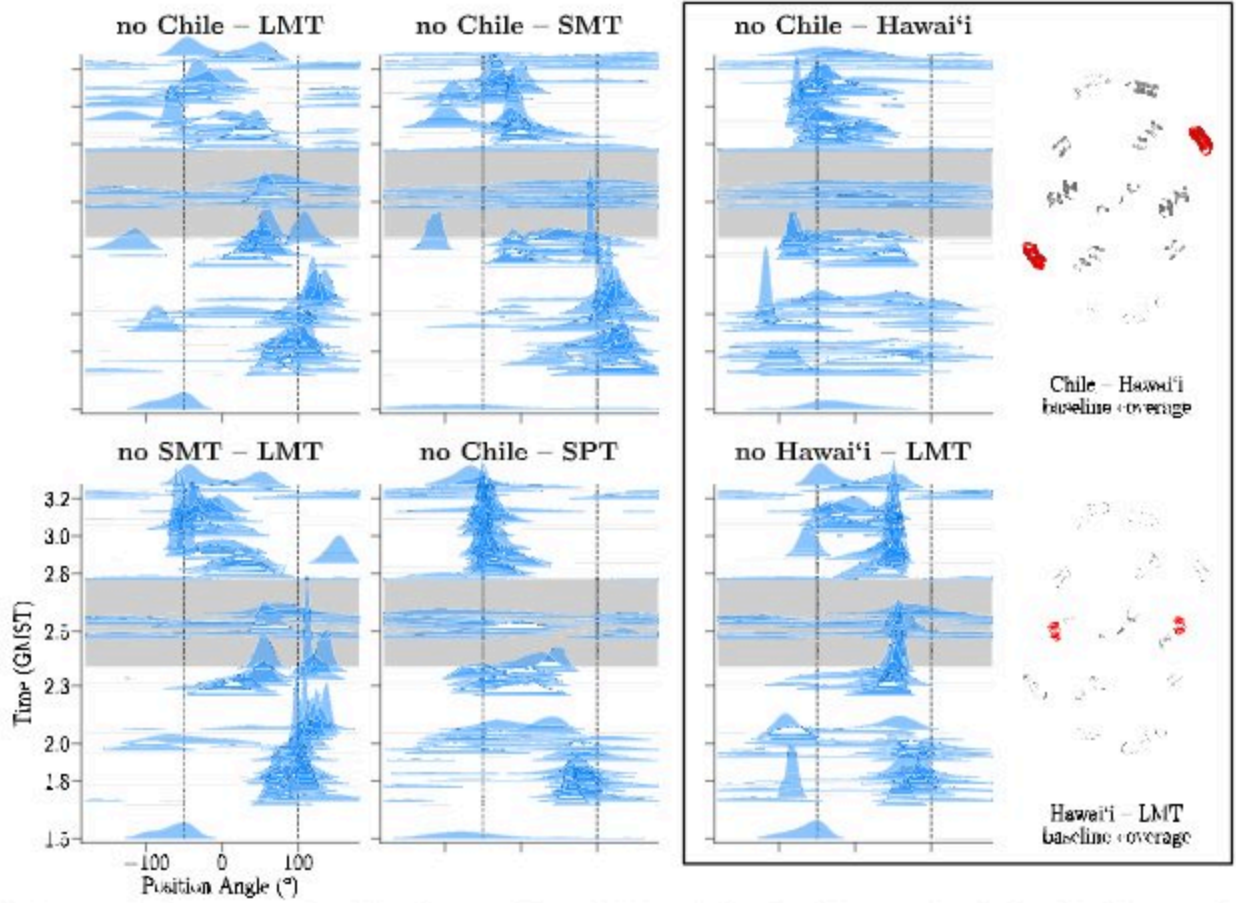 no Chile – LMT
no Chile – SMT
no Chile – Hawai‘i
Chile – Hawai‘i
baseline coverage
no SMT – LMT
no Chile – SPT
no Hawai‘i – LMT
3.2
3.0
2.8
2.5
2.3
2.0
1.8
1.5
Time (GMST)
−100 0 100
Position Angle (°)
Hawai‘i – LMT
baseline coverage